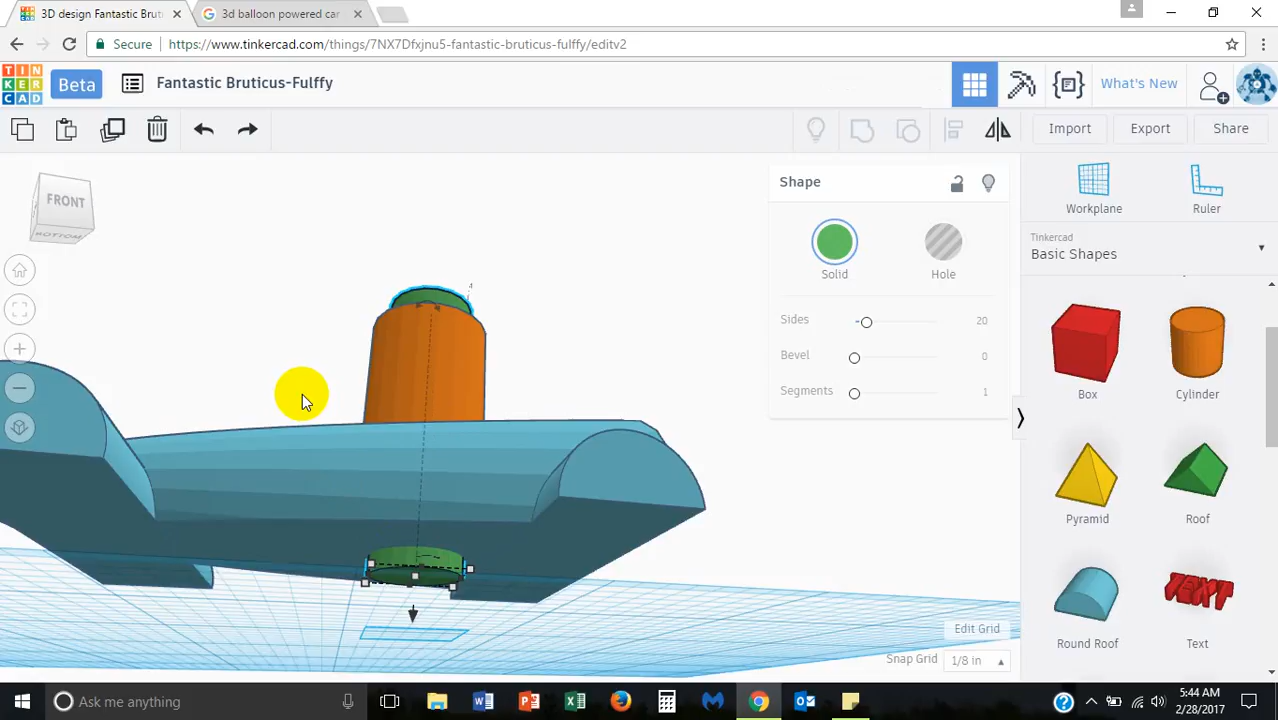 3D design Fantastic Bruti
3d balloon powered car
Secure
https://www.tinkercad.com/things/7NX7Dfxjnu5-fantastic-bruticus-fulffy/editv2
TIN
KER
CAD
Beta
Fantastic Bruticus-Fulffy
What's New
Import
Export
Share
FRONT
BOTTOM
Shape
Solid
Hole
Sides
20
Bevel
0
Segments
1
Workplane
Ruler
Tinkercad
Basic Shapes
Box
Cylinder
Pyramid
Roof
TEXT
Round Roof
Text
Edit Grid
Snap Grid
1/8 in
Ask me anything
5:44 AM
2/28/2017